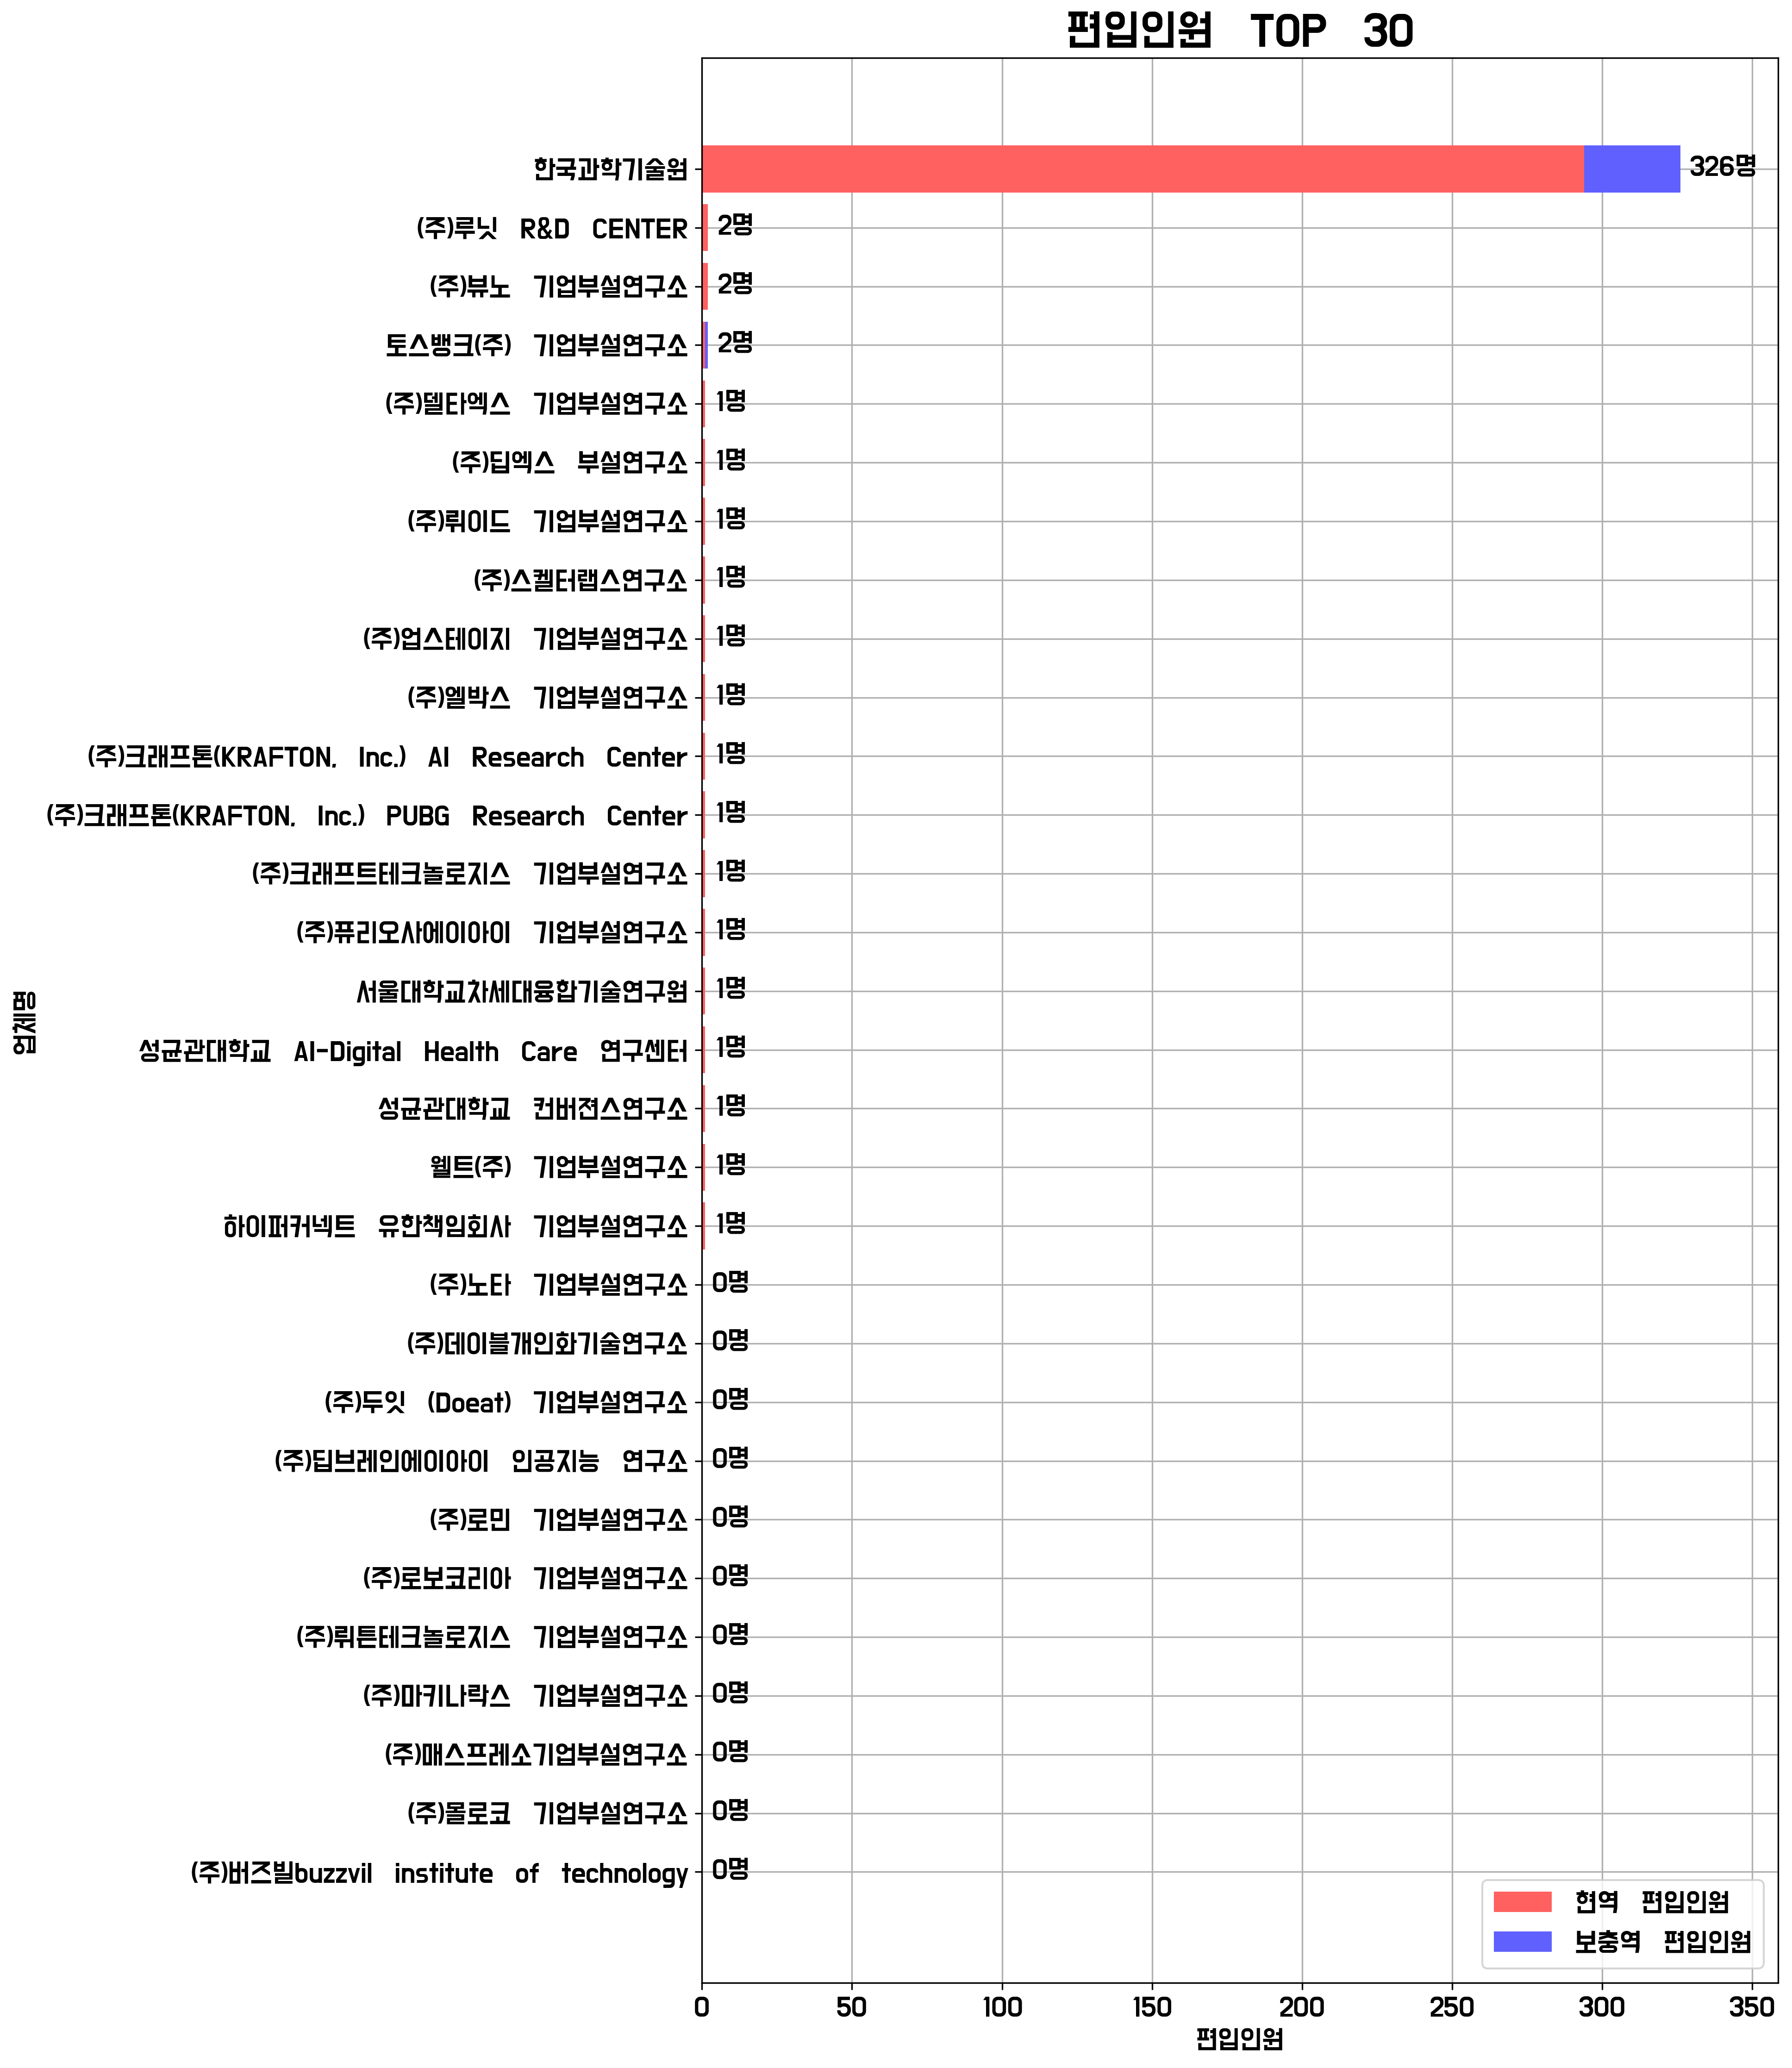 편입인원 TOP 30
한국과학기술원 326명
(주)루닛 R&D CENTER 2명
(주)뷰노 기업부설연구소 2명
토스뱅크(주) 기업부설연구소 2명
(주)델타엑스 기업부설연구소 1명
(주)딥엑스 부설연구소 1명
(주)뤼이드 기업부설연구소 1명
(주)스켈터랩스연구소 1명
(주)업스테이지 기업부설연구소 1명
(주)엘박스 기업부설연구소 1명
(주)크래프톤(KRAFTON, Inc.) AI Research Center 1명
(주)크래프톤(KRAFTON, Inc.) PUBG Research Center 1명
(주)크래프트테크놀로지스 기업부설연구소 1명
(주)퓨리오사에이아이 기업부설연구소 1명
서울대학교차세대융합기술연구원 1명
성균관대학교 AI-Digital Health Care 연구센터 1명
성균관대학교 컨버젼스연구소 1명
웰트(주) 기업부설연구소 1명
하이퍼커넥트 유한책임회사 기업부설연구소 1명
(주)노타 기업부설연구소 0명
(주)데이블개인화기술연구소 0명
(주)두잇 (Doeat) 기업부설연구소 0명
(주)딥브레인에이아이 인공지능 연구소 0명
(주)로민 기업부설연구소 0명
(주)로보코리아 기업부설연구소 0명
(주)뤼튼테크놀로지스 기업부설연구소 0명
(주)마키나락스 기업부설연구소 0명
(주)매스프레소기업부설연구소 0명
(주)몰로코 기업부설연구소 0명
(주)버즈빌buzzvil institute of technology 0명
업체명
현역 편입인원
보충역 편입인원
0 50 100 150 200 250 300 350
편입인원